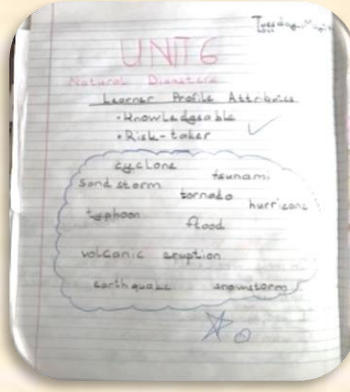 Tuesday,
UNIT 6
Natural Disasters
Learner Profile Attributes
• Knowledgeable
• Risk-taker
cyclone
tsunami
sand storm
tornado
hurricane
typhoon
flood
volcanic eruption
earthquake
snowstorm